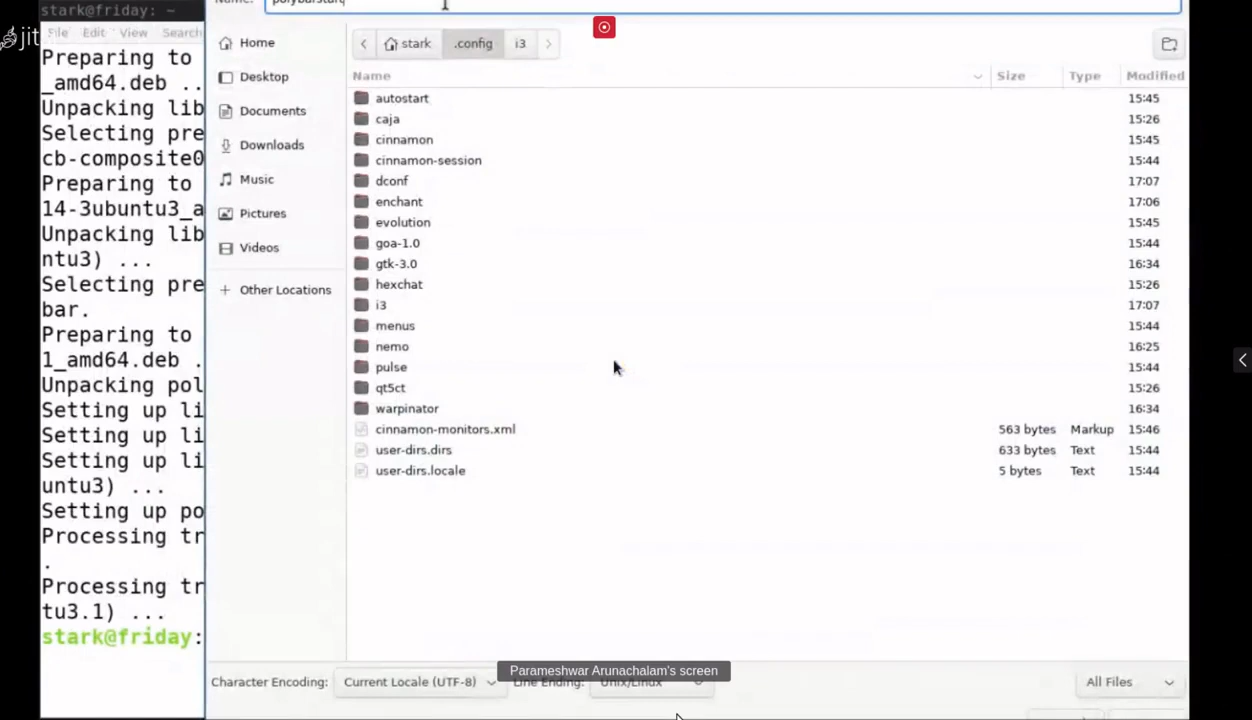 stark@friday: ~
File Edit View Search
jit
Preparing to
_amd64.deb ..
Unpacking lib
Selecting pre
cb-composite0
Preparing to
14-3ubuntu3_a
Unpacking lib
ntu3) ...
Selecting pre
bar.
Preparing to
1_amd64.deb .
Unpacking pol
Setting up li
Setting up li
Setting up li
untu3) ...
Setting up po
Processing tr
.
Processing tr
tu3.1) ...
stark@friday:
Name:
Home
Desktop
Documents
Downloads
Music
Pictures
Videos
+ Other Locations
stark .config i3
Name Size Type Modified
autostart 15:45
caja 15:26
cinnamon 15:45
cinnamon-session 15:44
dconf 17:07
enchant 17:06
evolution 15:45
goa-1.0 15:44
gtk-3.0 16:34
hexchat 15:26
i3 17:07
menus 15:44
nemo 16:25
pulse 15:44
qt5ct 15:26
warpinator 16:34
cinnamon-monitors.xml 563 bytes Markup 15:46
user-dirs.dirs 633 bytes Text 15:44
user-dirs.locale 5 bytes Text 15:44
Parameshwar Arunachalam's screen
Character Encoding: Current Locale (UTF-8) Line Ending: Unix/Linux All Files